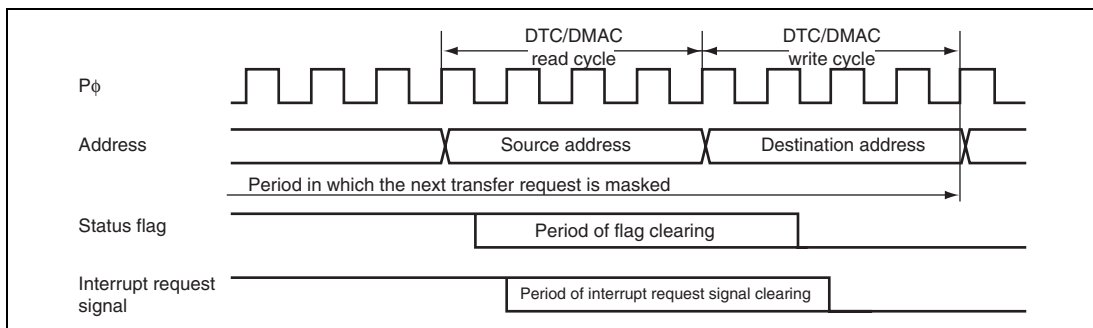 DTC/DMAC
read cycle
DTC/DMAC
write cycle
Pϕ
Address
Source address
Destination address
Period in which the next transfer request is masked
Status flag
Period of flag clearing
Interrupt request
signal
Period of interrupt request signal clearing